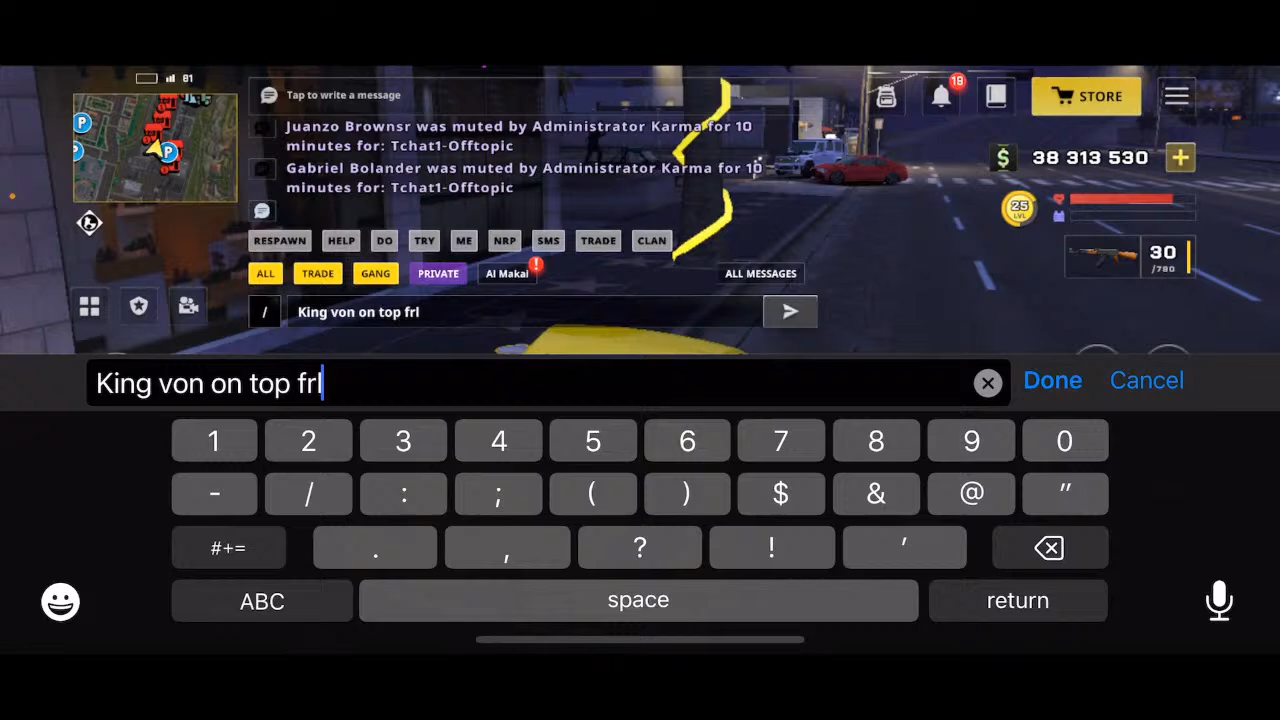 81
Tap to write a message
Juanzo Brownsr was muted by Administrator Karma for 10
minutes for: Tchat1-Offtopic
Gabriel Bolander was muted by Administrator Karma for 10
minutes for: Tchat1-Offtopic
RESPAWN HELP DO TRY ME NRP SMS TRADE CLAN
ALL TRADE GANG PRIVATE AI Makai ! ALL MESSAGES
/ King von on top frl
P
P
18
STORE
$ 38 313 530 +
25
LVL
30
/780
King von on top frl Done Cancel
1 2 3 4 5 6 7 8 9 0
- / : ; ( ) $ & @ "
#+= . , ? ! '
ABC space return